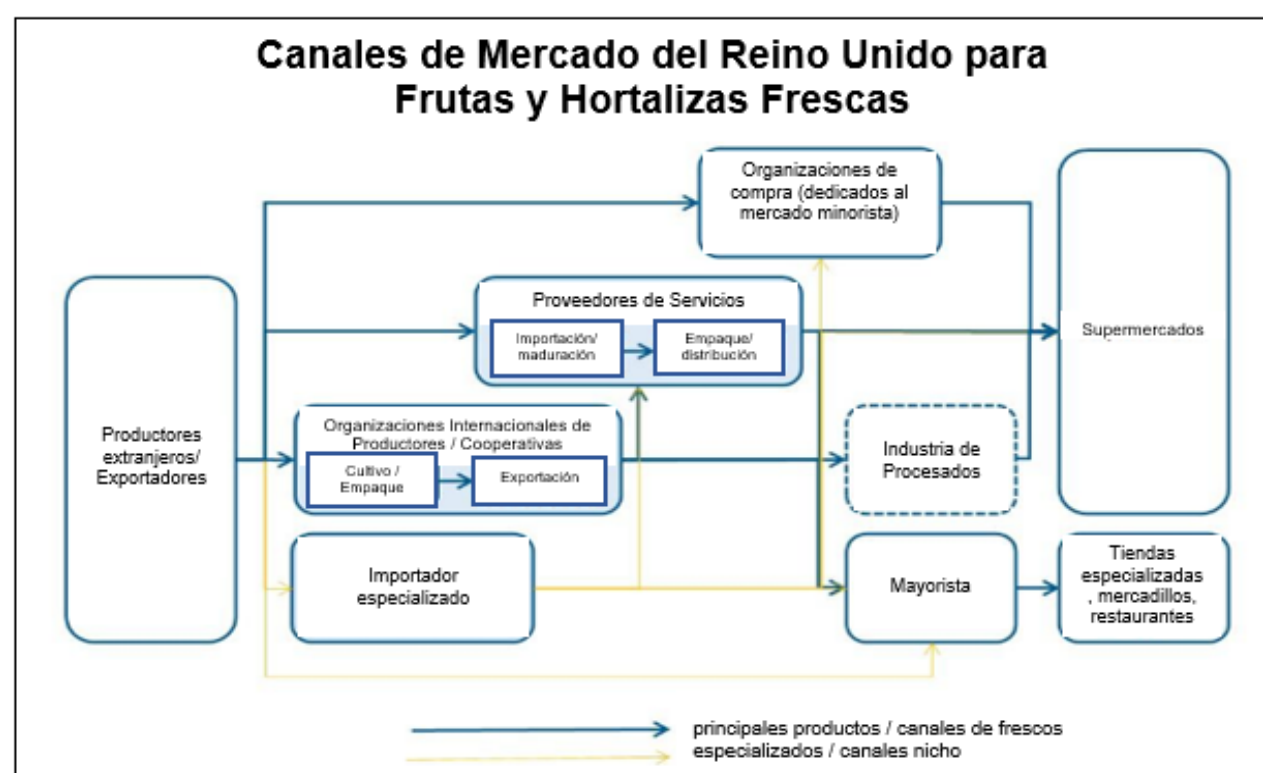 Canales de Mercado del Reino Unido para
Frutas y Hortalizas Frescas
Organizaciones de
compra (dedicados al
mercado minorista)
Proveedores de Servicios
Importación/
maduración
Empaque/
distribución
Supermercados
Productores
extranjeros/
Exportadores
Organizaciones Internacionales de
Productores / Cooperativas
Cultivo /
Empaque
Exportación
Industria de
Procesados
Importador
especializado
Mayorista
Tiendas
especializadas
, mercadillos,
restaurantes
principales productos / canales de frescos
especializados / canales nicho